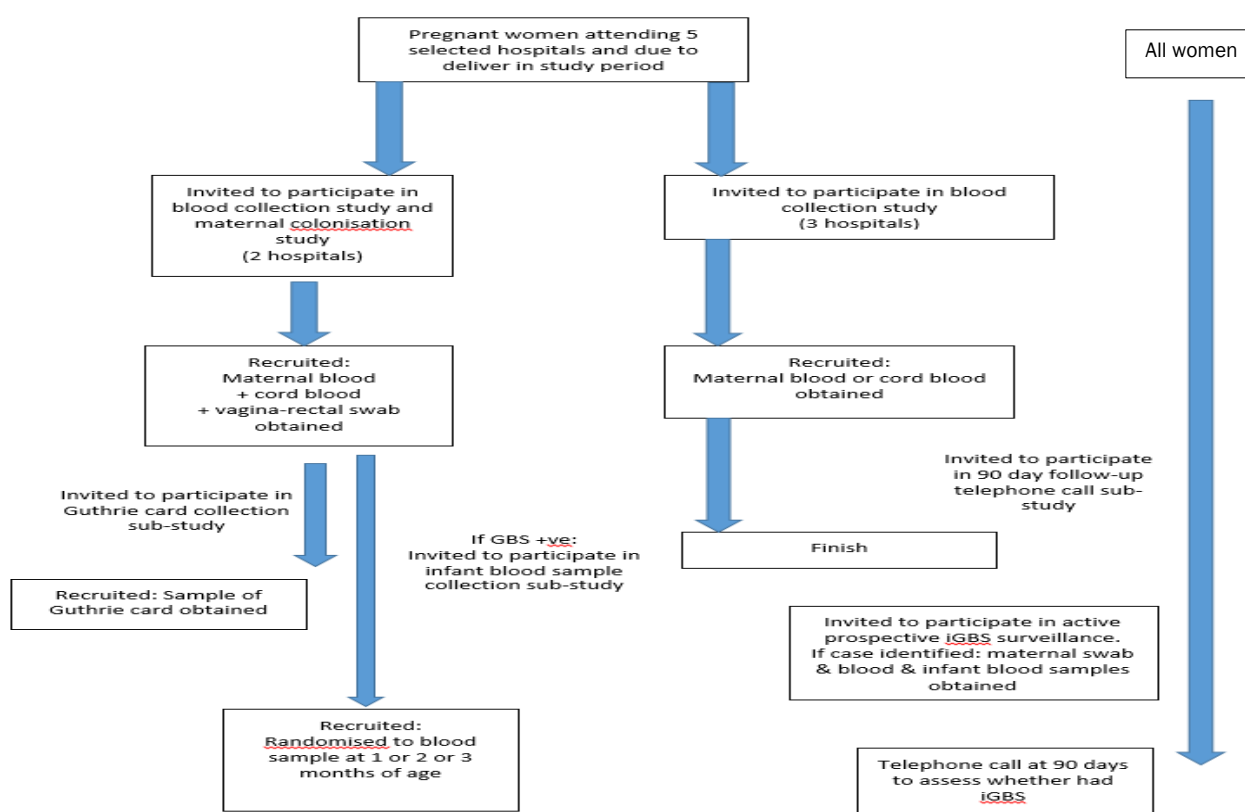 Pregnant women attending 5
selected hospitals and due to
deliver in study period
All women
Invited to participate in
blood collection study and
maternal colonisation
study
(2 hospitals)
Invited to participate in blood
collection study
(3 hospitals)
Recruited:
Maternal blood
+ cord blood
+ vagina-rectal swab
obtained
Recruited:
Maternal blood or cord blood
obtained
Invited to participate in
Guthrie card collection
sub-study
If GBS +ve:
Invited to participate in
infant blood sample
collection sub-study
Invited to participate
in 90 day follow-up
telephone call sub-
study
Finish
Recruited: Sample of
Guthrie card obtained
Invited to participate in active
prospective iGBS surveillance.
If case identified: maternal swab
& blood & infant blood samples
obtained
Recruited:
Randomised to blood
sample at 1 or 2 or 3
months of age
Telephone call at 90 days
to assess whether had
iGBS